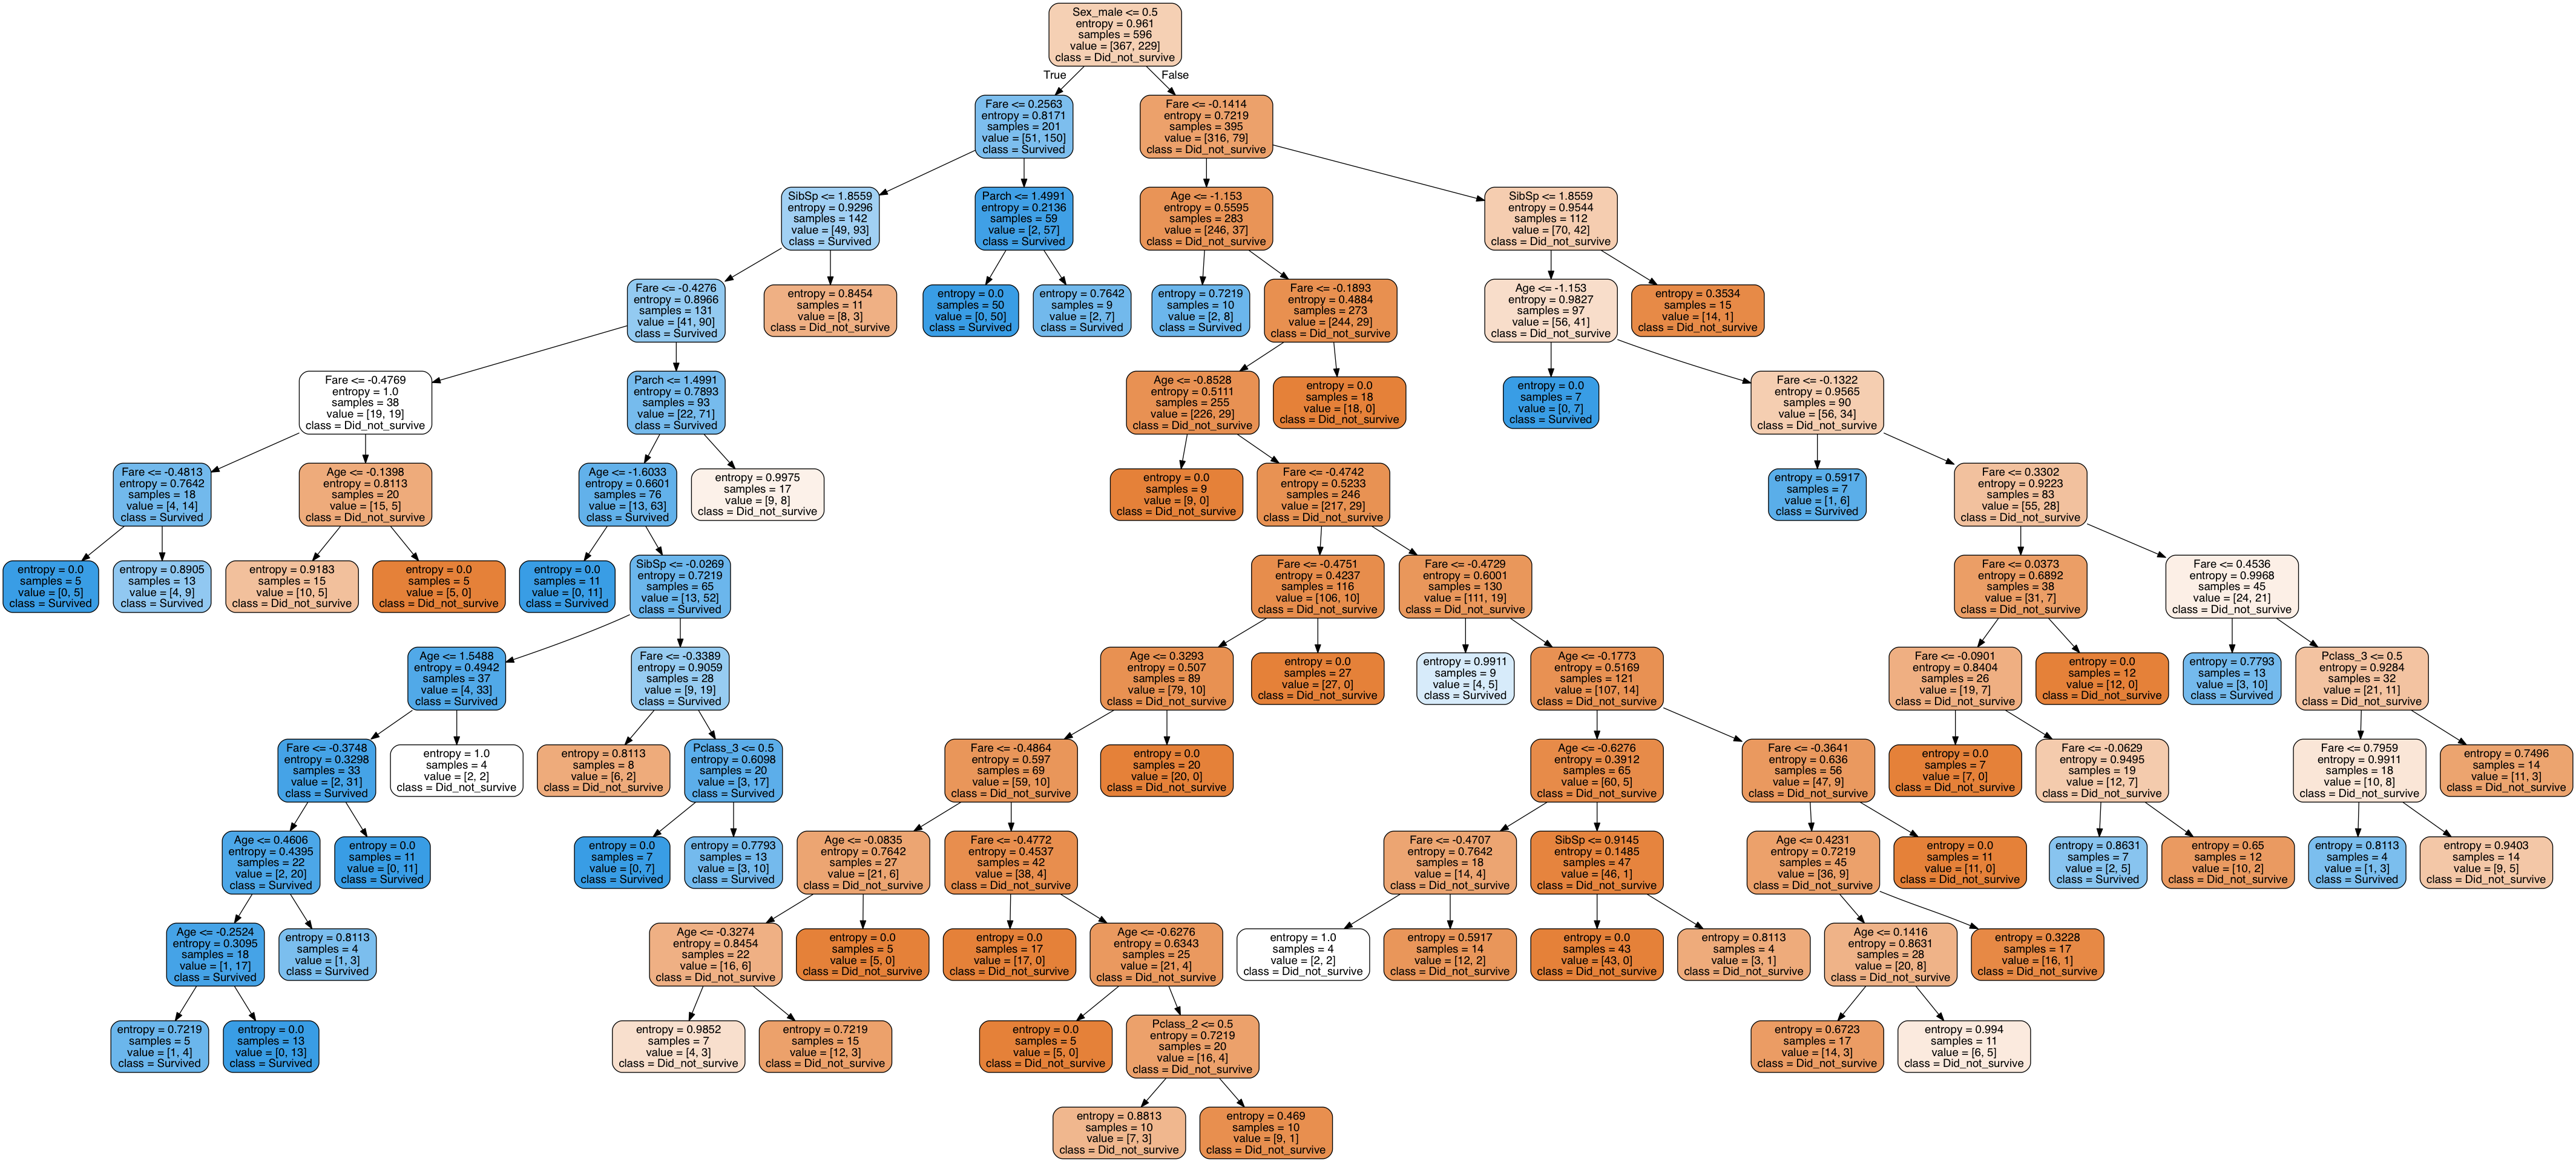 Sex_male <= 0.5
entropy = 0.961
samples = 596
value = [367, 229]
class = Did_not_survive
True
False
Fare <= 0.2563
entropy = 0.8171
samples = 201
value = [51, 150]
class = Survived
Fare <= -0.1414
entropy = 0.7219
samples = 395
value = [316, 79]
class = Did_not_survive
SibSp <= 1.8559
entropy = 0.9296
samples = 142
value = [49, 93]
class = Survived
Parch <= 1.4991
entropy = 0.2136
samples = 59
value = [2, 57]
class = Survived
Age <= -1.153
entropy = 0.5595
samples = 283
value = [246, 37]
class = Did_not_survive
SibSp <= 1.8559
entropy = 0.9544
samples = 112
value = [70, 42]
class = Did_not_survive
Fare <= -0.4276
entropy = 0.8966
samples = 131
value = [41, 90]
class = Survived
entropy = 0.8454
samples = 11
value = [8, 3]
class = Did_not_survive
entropy = 0.0
samples = 50
value = [0, 50]
class = Survived
entropy = 0.7642
samples = 9
value = [2, 7]
class = Survived
entropy = 0.7219
samples = 10
value = [2, 8]
class = Survived
Fare <= -0.1893
entropy = 0.4884
samples = 273
value = [244, 29]
class = Did_not_survive
Age <= -1.153
entropy = 0.9827
samples = 97
value = [56, 41]
class = Did_not_survive
entropy = 0.3534
samples = 15
value = [14, 1]
class = Did_not_survive
Fare <= -0.4769
entropy = 1.0
samples = 38
value = [19, 19]
class = Did_not_survive
Parch <= 1.4991
entropy = 0.7893
samples = 93
value = [22, 71]
class = Survived
Age <= -0.8528
entropy = 0.5111
samples = 255
value = [226, 29]
class = Did_not_survive
entropy = 0.0
samples = 18
value = [18, 0]
class = Did_not_survive
entropy = 0.0
samples = 7
value = [0, 7]
class = Survived
Fare <= -0.1322
entropy = 0.9565
samples = 90
value = [56, 34]
class = Did_not_survive
Fare <= -0.4813
entropy = 0.7642
samples = 18
value = [4, 14]
class = Survived
Age <= -0.1398
entropy = 0.8113
samples = 20
value = [15, 5]
class = Did_not_survive
Age <= -1.6033
entropy = 0.6601
samples = 76
value = [13, 63]
class = Survived
entropy = 0.9975
samples = 17
value = [9, 8]
class = Did_not_survive
entropy = 0.0
samples = 9
value = [9, 0]
class = Did_not_survive
Fare <= -0.4742
entropy = 0.5233
samples = 246
value = [217, 29]
class = Did_not_survive
entropy = 0.5917
samples = 7
value = [1, 6]
class = Survived
Fare <= 0.3302
entropy = 0.9223
samples = 83
value = [55, 28]
class = Did_not_survive
entropy = 0.0
samples = 5
value = [0, 5]
class = Survived
entropy = 0.8905
samples = 13
value = [4, 9]
class = Survived
entropy = 0.9183
samples = 15
value = [10, 5]
class = Did_not_survive
entropy = 0.0
samples = 5
value = [5, 0]
class = Did_not_survive
entropy = 0.0
samples = 11
value = [0, 11]
class = Survived
SibSp <= -0.0269
entropy = 0.7219
samples = 65
value = [13, 52]
class = Survived
Fare <= -0.4751
entropy = 0.4237
samples = 116
value = [106, 10]
class = Did_not_survive
Fare <= -0.4729
entropy = 0.6001
samples = 130
value = [111, 19]
class = Did_not_survive
Fare <= 0.0373
entropy = 0.6892
samples = 38
value = [31, 7]
class = Did_not_survive
Fare <= 0.4536
entropy = 0.9968
samples = 45
value = [24, 21]
class = Did_not_survive
Age <= 1.5488
entropy = 0.4942
samples = 37
value = [4, 33]
class = Survived
Fare <= -0.3389
entropy = 0.9059
samples = 28
value = [9, 19]
class = Survived
Age <= 0.3293
entropy = 0.507
samples = 89
value = [79, 10]
class = Did_not_survive
entropy = 0.0
samples = 27
value = [27, 0]
class = Did_not_survive
entropy = 0.9911
samples = 9
value = [4, 5]
class = Survived
Age <= -0.1773
entropy = 0.5169
samples = 121
value = [107, 14]
class = Did_not_survive
Fare <= -0.0901
entropy = 0.8404
samples = 26
value = [19, 7]
class = Did_not_survive
entropy = 0.0
samples = 12
value = [12, 0]
class = Did_not_survive
entropy = 0.7793
samples = 13
value = [3, 10]
class = Survived
Pclass_3 <= 0.5
entropy = 0.9284
samples = 32
value = [21, 11]
class = Did_not_survive
Fare <= -0.3748
entropy = 0.3298
samples = 33
value = [2, 31]
class = Survived
entropy = 1.0
samples = 4
value = [2, 2]
class = Did_not_survive
entropy = 0.8113
samples = 8
value = [6, 2]
class = Did_not_survive
Pclass_3 <= 0.5
entropy = 0.6098
samples = 20
value = [3, 17]
class = Survived
Fare <= -0.4864
entropy = 0.597
samples = 69
value = [59, 10]
class = Did_not_survive
entropy = 0.0
samples = 20
value = [20, 0]
class = Did_not_survive
Age <= -0.6276
entropy = 0.3912
samples = 65
value = [60, 5]
class = Did_not_survive
Fare <= -0.3641
entropy = 0.636
samples = 56
value = [47, 9]
class = Did_not_survive
entropy = 0.0
samples = 7
value = [7, 0]
class = Did_not_survive
Fare <= -0.0629
entropy = 0.9495
samples = 19
value = [12, 7]
class = Did_not_survive
Fare <= 0.7959
entropy = 0.9911
samples = 18
value = [10, 8]
class = Did_not_survive
entropy = 0.7496
samples = 14
value = [11, 3]
class = Did_not_survive
Age <= 0.4606
entropy = 0.4395
samples = 22
value = [2, 20]
class = Survived
entropy = 0.0
samples = 11
value = [0, 11]
class = Survived
entropy = 0.0
samples = 7
value = [0, 7]
class = Survived
entropy = 0.7793
samples = 13
value = [3, 10]
class = Survived
Age <= -0.0835
entropy = 0.7642
samples = 27
value = [21, 6]
class = Did_not_survive
Fare <= -0.4772
entropy = 0.4537
samples = 42
value = [38, 4]
class = Did_not_survive
Fare <= -0.4707
entropy = 0.7642
samples = 18
value = [14, 4]
class = Did_not_survive
SibSp <= 0.9145
entropy = 0.1485
samples = 47
value = [46, 1]
class = Did_not_survive
Age <= 0.4231
entropy = 0.7219
samples = 45
value = [36, 9]
class = Did_not_survive
entropy = 0.0
samples = 11
value = [11, 0]
class = Did_not_survive
entropy = 0.8631
samples = 7
value = [2, 5]
class = Survived
entropy = 0.65
samples = 12
value = [10, 2]
class = Did_not_survive
entropy = 0.8113
samples = 4
value = [1, 3]
class = Survived
entropy = 0.9403
samples = 14
value = [9, 5]
class = Did_not_survive
Age <= -0.2524
entropy = 0.3095
samples = 18
value = [1, 17]
class = Survived
entropy = 0.8113
samples = 4
value = [1, 3]
class = Survived
Age <= -0.3274
entropy = 0.8454
samples = 22
value = [16, 6]
class = Did_not_survive
entropy = 0.0
samples = 5
value = [5, 0]
class = Did_not_survive
entropy = 0.0
samples = 17
value = [17, 0]
class = Did_not_survive
Age <= -0.6276
entropy = 0.6343
samples = 25
value = [21, 4]
class = Did_not_survive
entropy = 1.0
samples = 4
value = [2, 2]
class = Did_not_survive
entropy = 0.5917
samples = 14
value = [12, 2]
class = Did_not_survive
entropy = 0.0
samples = 43
value = [43, 0]
class = Did_not_survive
entropy = 0.8113
samples = 4
value = [3, 1]
class = Did_not_survive
Age <= 0.1416
entropy = 0.8631
samples = 28
value = [20, 8]
class = Did_not_survive
entropy = 0.3228
samples = 17
value = [16, 1]
class = Did_not_survive
entropy = 0.7219
samples = 5
value = [1, 4]
class = Survived
entropy = 0.0
samples = 13
value = [0, 13]
class = Survived
entropy = 0.9852
samples = 7
value = [4, 3]
class = Did_not_survive
entropy = 0.7219
samples = 15
value = [12, 3]
class = Did_not_survive
entropy = 0.0
samples = 5
value = [5, 0]
class = Did_not_survive
Pclass_2 <= 0.5
entropy = 0.7219
samples = 20
value = [16, 4]
class = Did_not_survive
entropy = 0.6723
samples = 17
value = [14, 3]
class = Did_not_survive
entropy = 0.994
samples = 11
value = [6, 5]
class = Did_not_survive
entropy = 0.8813
samples = 10
value = [7, 3]
class = Did_not_survive
entropy = 0.469
samples = 10
value = [9, 1]
class = Did_not_survive